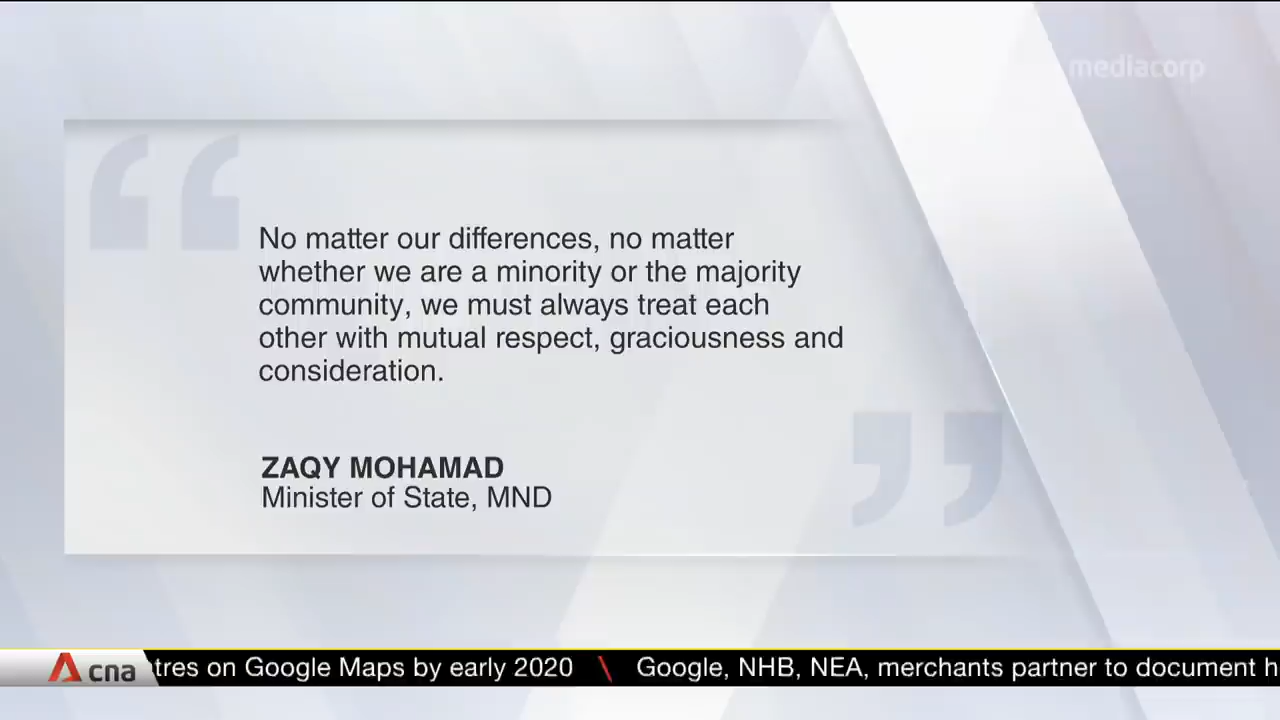 mediacorp
No matter our differences, no matter
whether we are a minority or the majority
community, we must always treat each
other with mutual respect, graciousness and
consideration.
ZAQY MOHAMAD
Minister of State, MND
cna
tres on Google Maps by early 2020 \ Google, NHB, NEA, merchants partner to document h